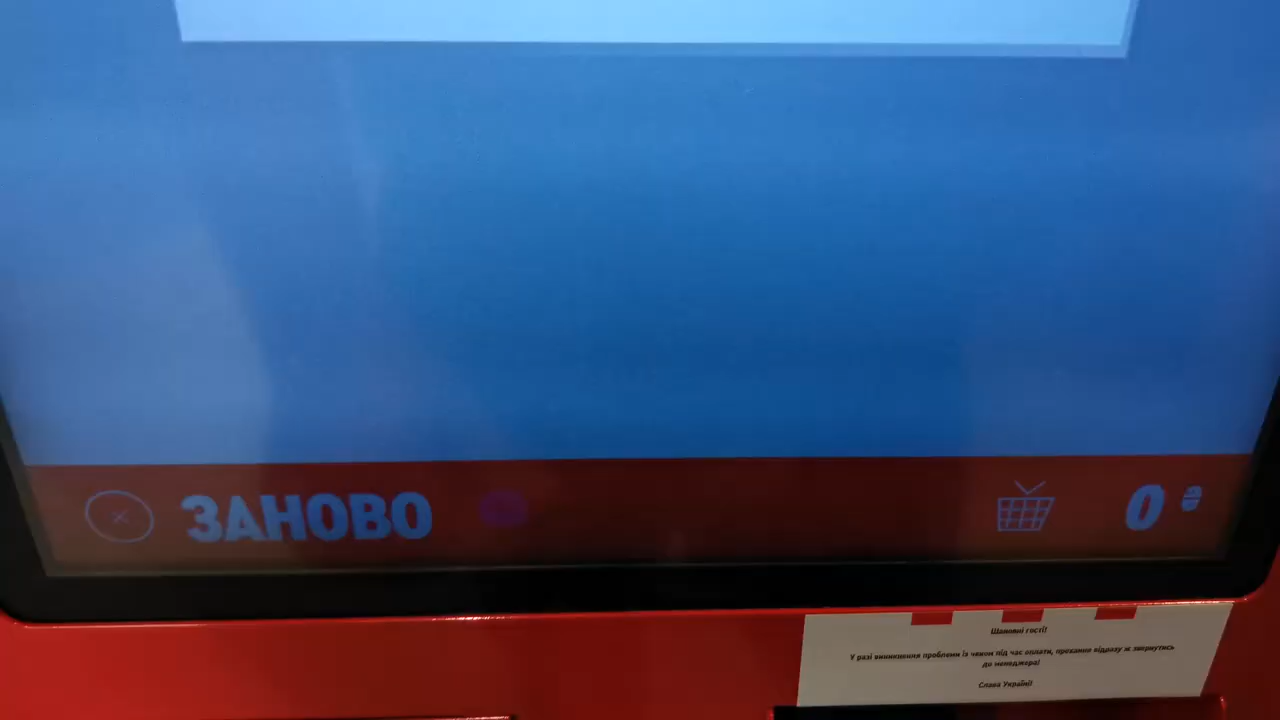 ЗАНОВО
0 ₴
Шановні гості!
У разі виникнення проблеми із чеком під час оплати, прохання відразу ж звернутись
до менеджера!
Слава Україні!